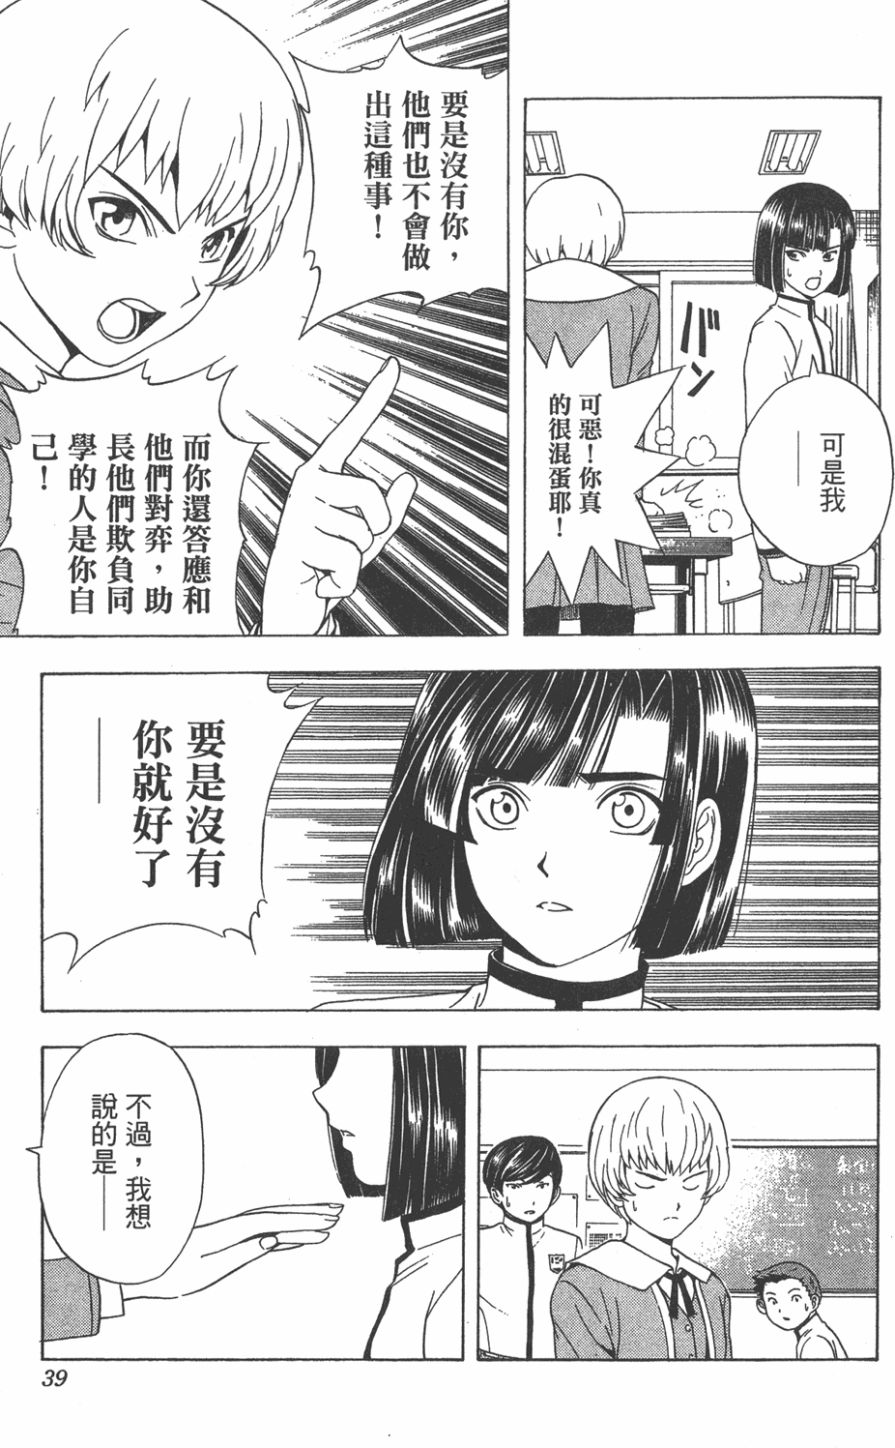 可是我
——
バン
可惡！你真
的很混蛋耶！
要是沒有你，
他們也不會做
出這種事！
而你還答應和
他們對弈，助
長他們欺負同
學的人是你自
己！
要是沒有
你就好了
——
不過，我想
說的是——
39